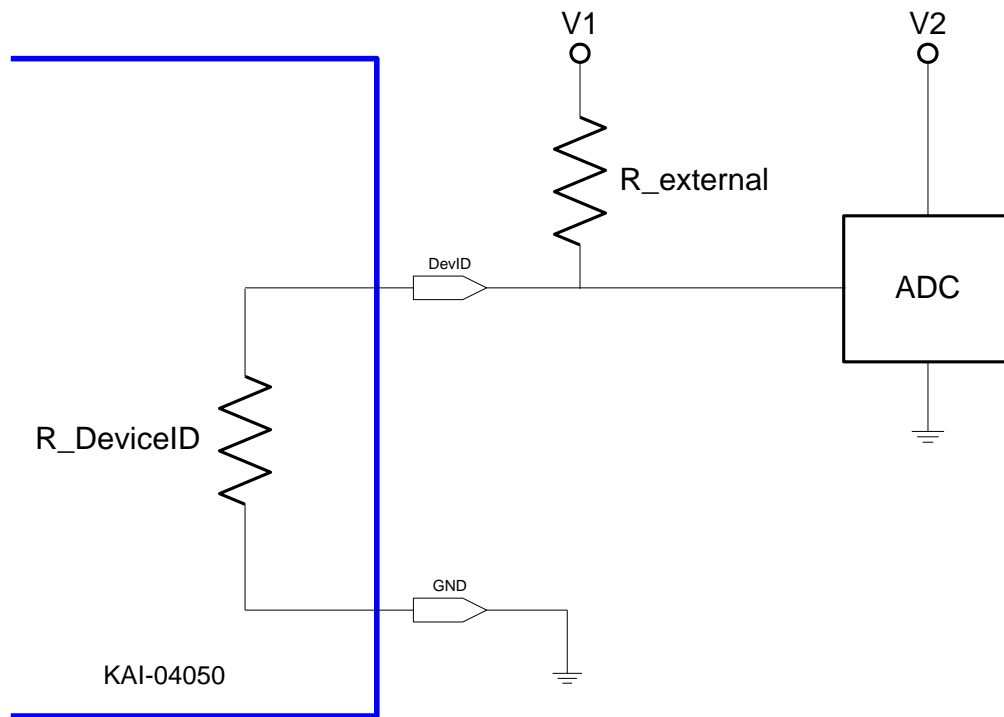 V1
V2
R_external
DevID
ADC
R_DeviceID
GND
KAI-04050